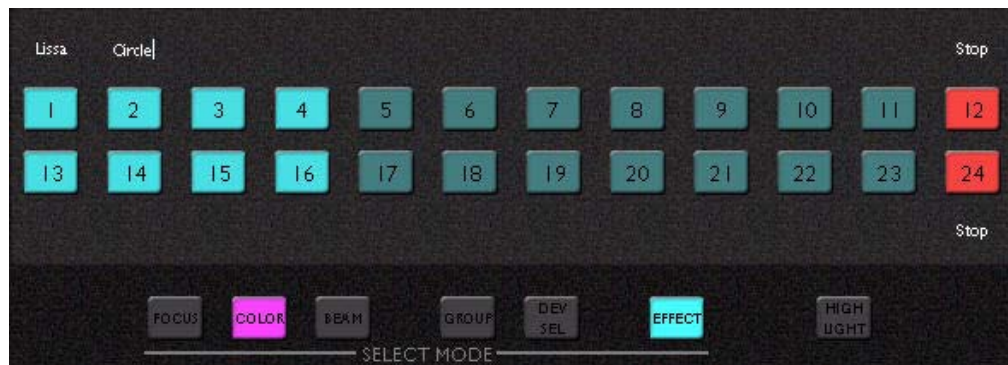 Lissa Circle Stop
1 2 3 4 5 6 7 8 9 10 11 12
13 14 15 16 17 18 19 20 21 22 23 24
Stop
FOCUS COLOR BEAM GROUP DEV SEL EFFECT HIGH LIGHT
SELECT MODE